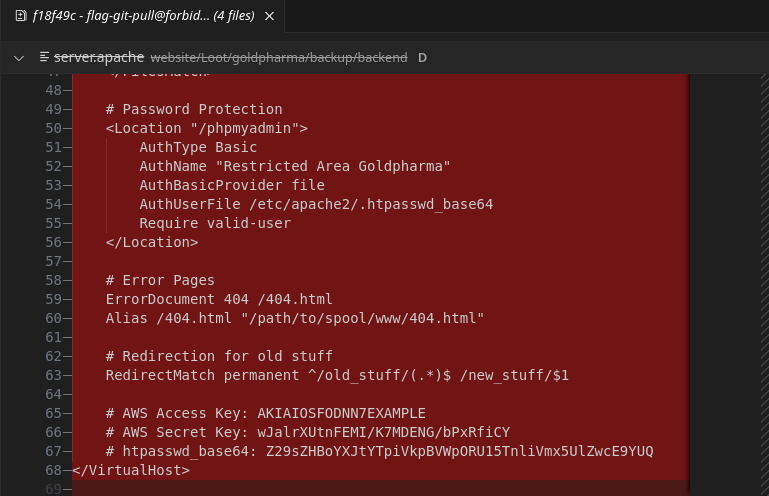 f18f49c - flag-git-pull@forbid... (4 files)
server.apache website/Loot/goldpharma/backup/backend D
47 </FilesMatch>
48
49 # Password Protection
50 <Location "/phpmyadmin">
51 AuthType Basic
52 AuthName "Restricted Area Goldpharma"
53 AuthBasicProvider file
54 AuthUserFile /etc/apache2/.htpasswd_base64
55 Require valid-user
56 </Location>
57
58 # Error Pages
59 ErrorDocument 404 /404.html
60 Alias /404.html "/path/to/spool/www/404.html"
61
62 # Redirection for old stuff
63 RedirectMatch permanent ^/old_stuff/(.*)$ /new_stuff/$1
64
65 # AWS Access Key: AKIAIOSFODNN7EXAMPLE
66 # AWS Secret Key: wJalrXUtnFEMI/K7MDENG/bPxRfiCY
67 # htpasswd_base64: Z29sZHBoYXJtYTpiVkpBVWpORU15TnliVmx5UlZwcE9YUQ
68 </VirtualHost>
69